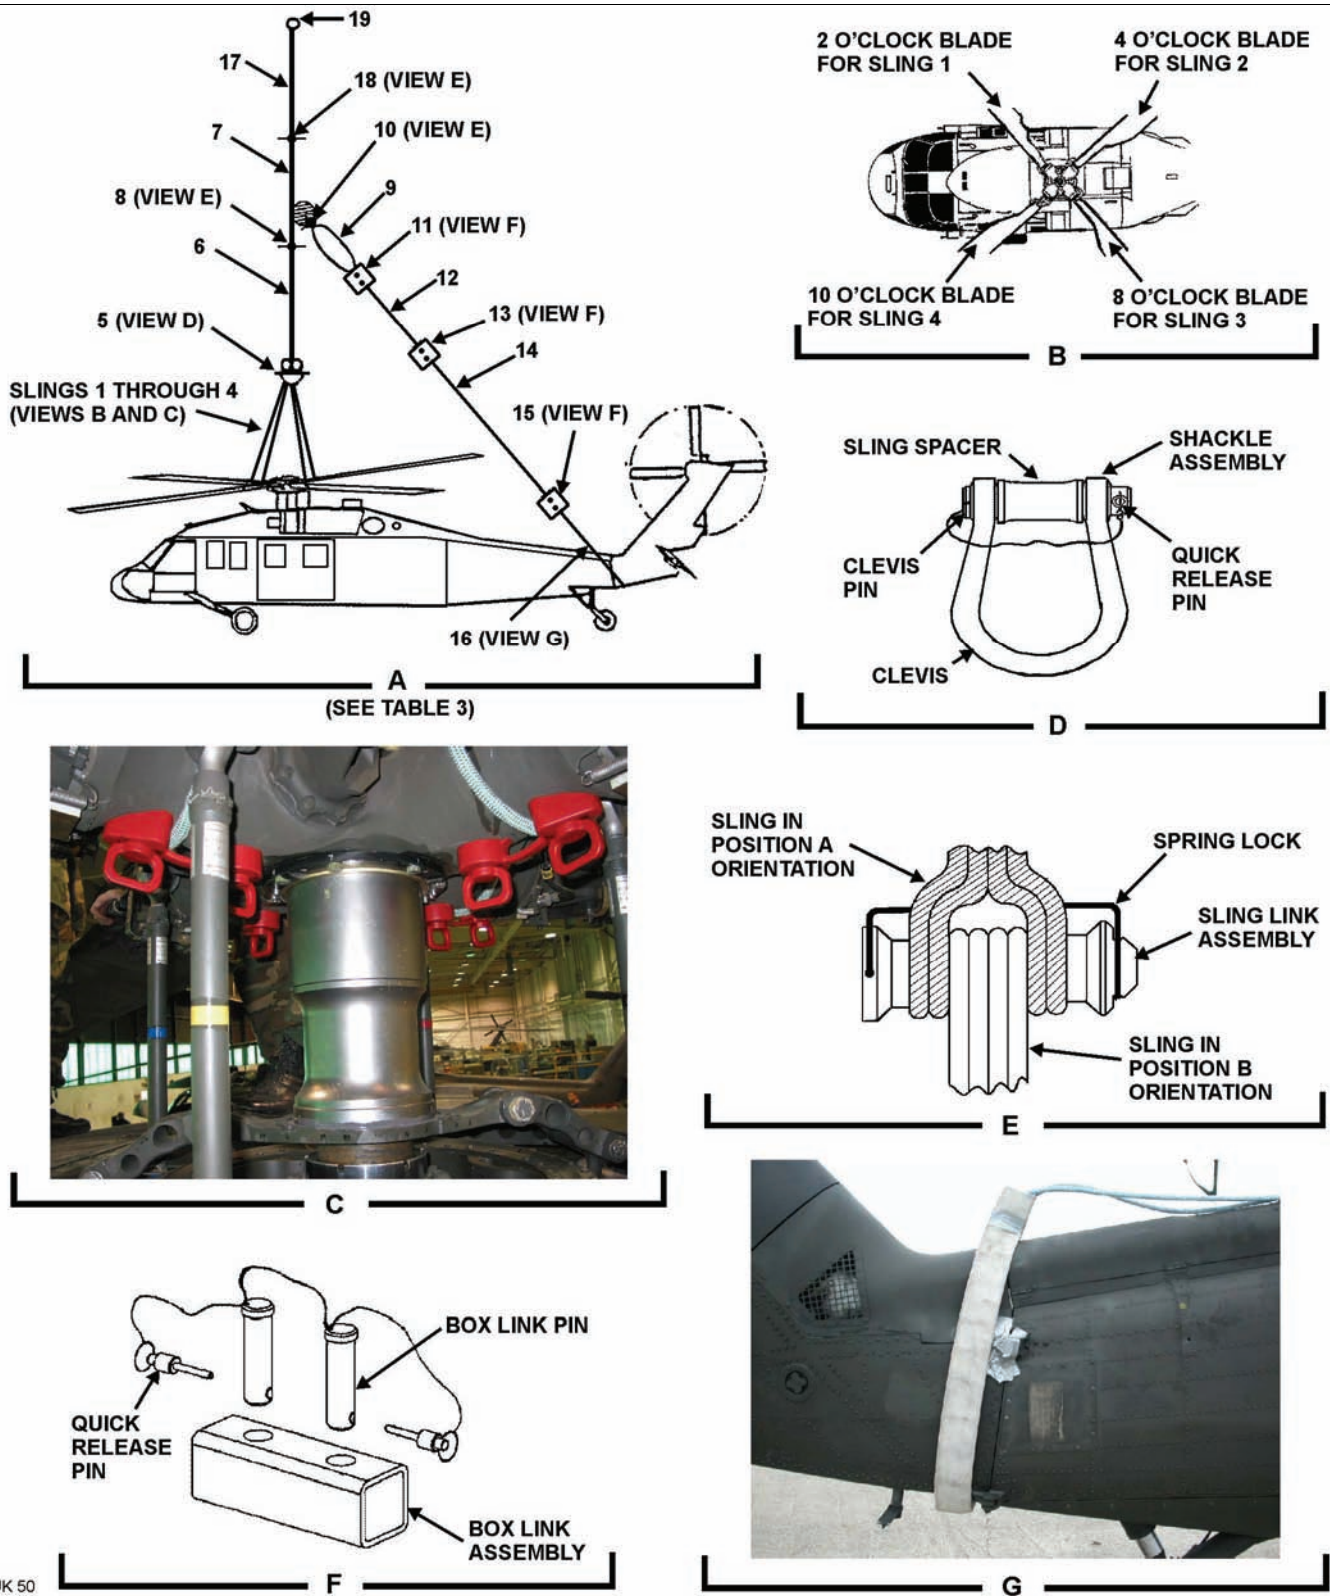 19
17
18 (VIEW E)
7
10 (VIEW E)
8 (VIEW E)
9
11 (VIEW F)
6
12
5 (VIEW D)
13 (VIEW F)
14
SLINGS 1 THROUGH 4
(VIEWS B AND C)
15 (VIEW F)
16 (VIEW G)
A
(SEE TABLE 3)
2 O'CLOCK BLADE
FOR SLING 1
4 O'CLOCK BLADE
FOR SLING 2
10 O'CLOCK BLADE
FOR SLING 4
8 O'CLOCK BLADE
FOR SLING 3
B
SLING SPACER
SHACKLE
ASSEMBLY
CLEVIS
PIN
QUICK
RELEASE
PIN
CLEVIS
D
C
SLING IN
POSITION A
ORIENTATION
SPRING LOCK
SLING LINK
ASSEMBLY
SLING IN
POSITION B
ORIENTATION
E
BOX LINK PIN
QUICK
RELEASE
PIN
BOX LINK
ASSEMBLY
F
G
50